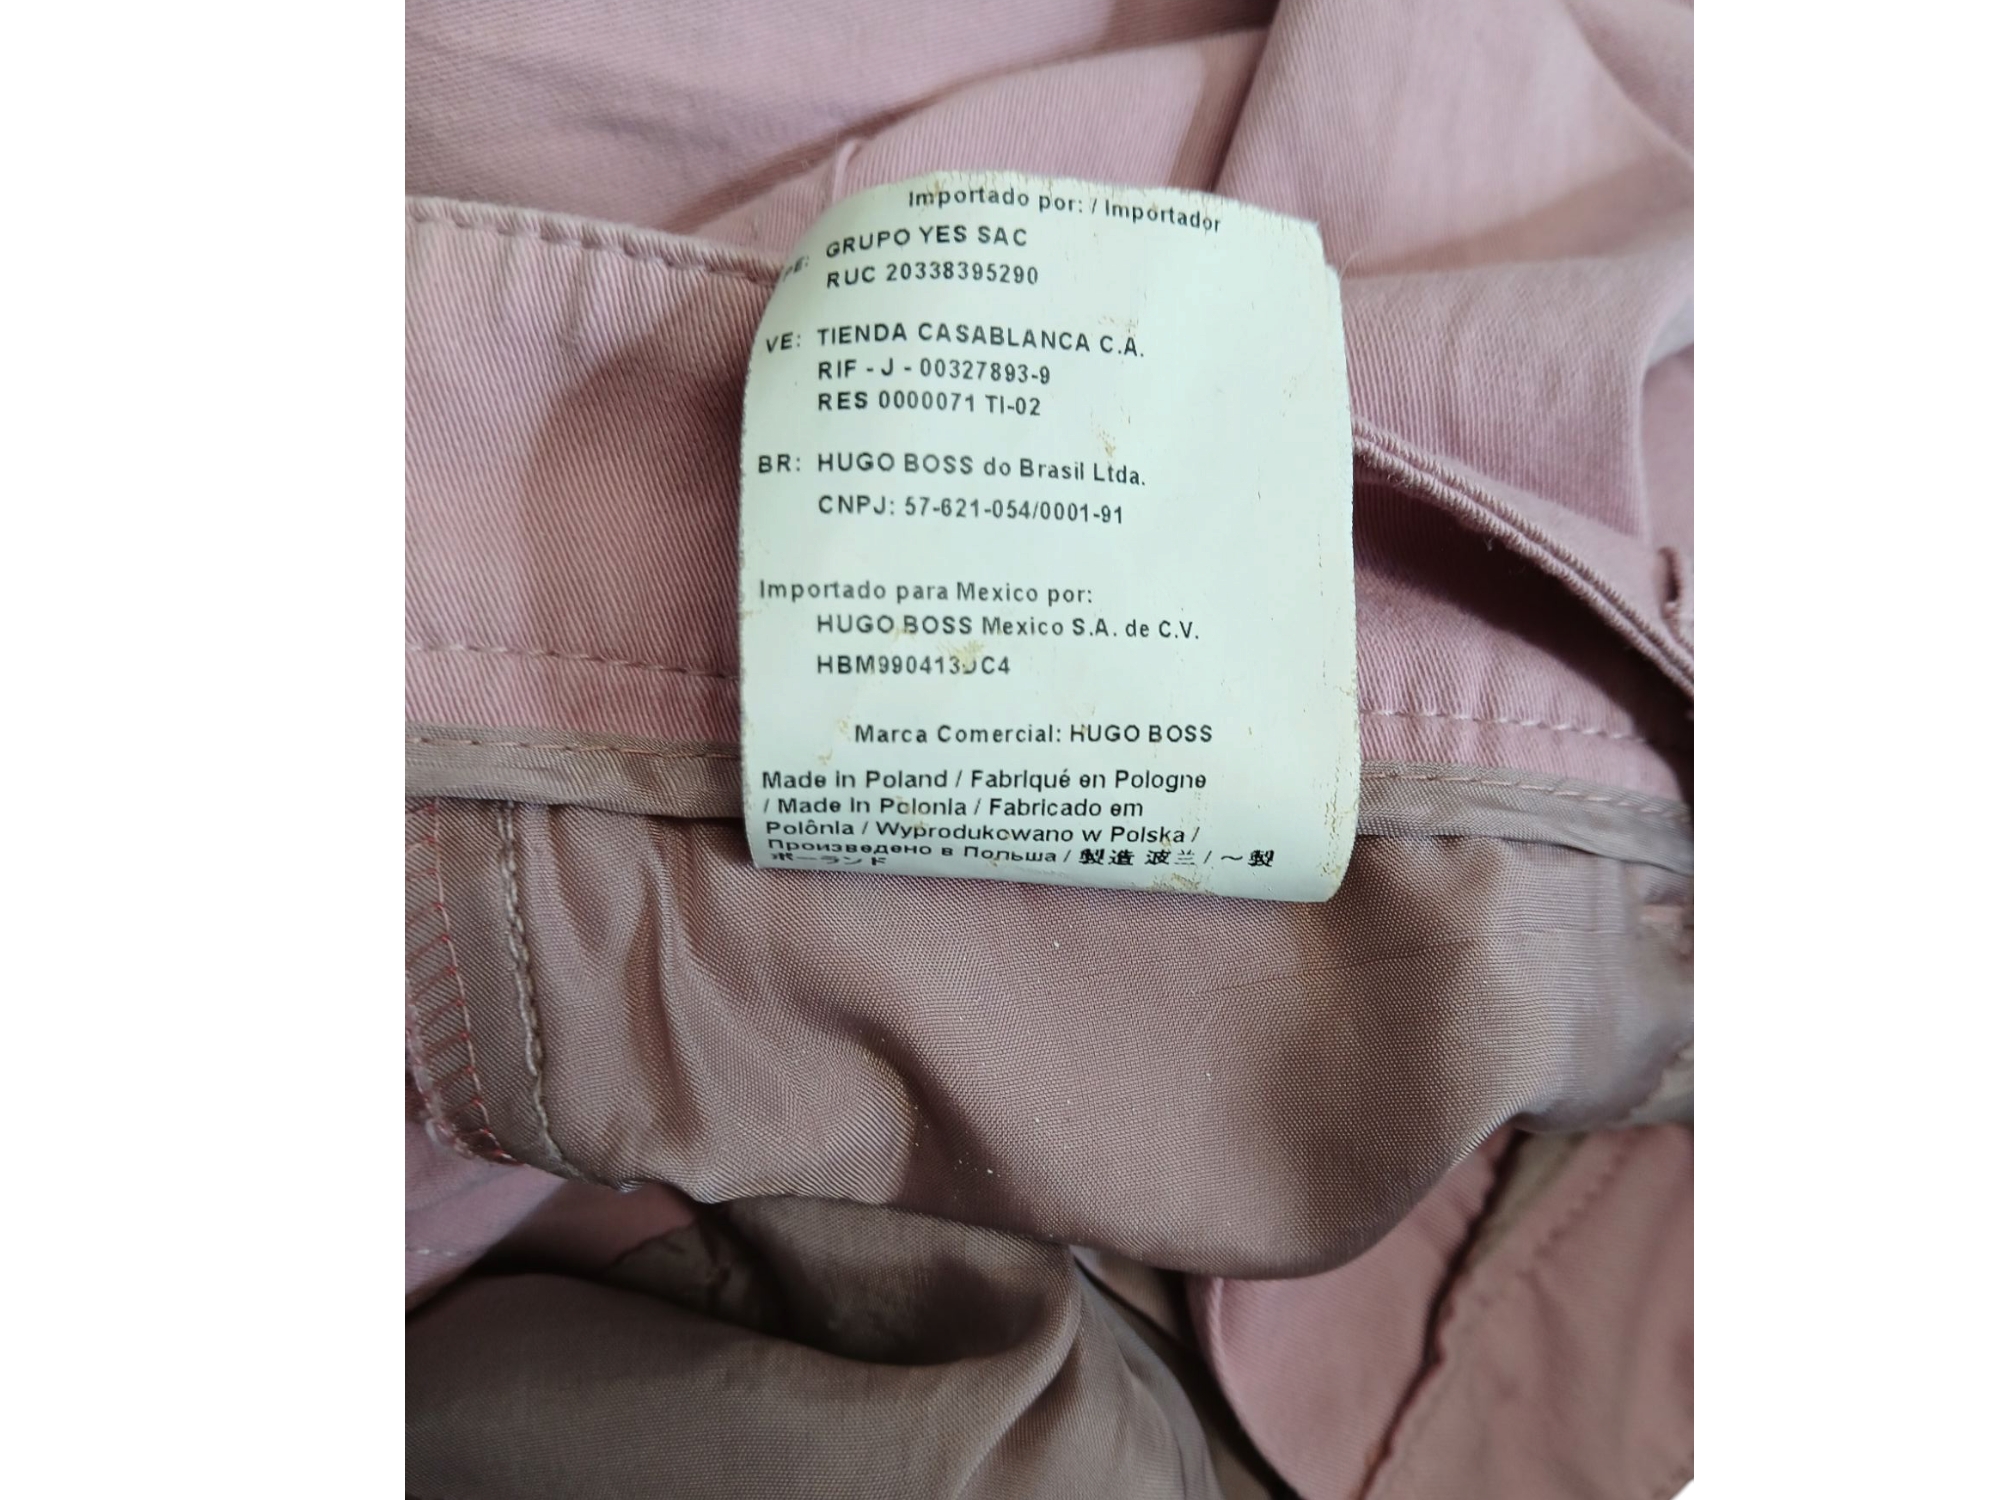 Importado por: / Importador
PE: GRUPO YES SAC
RUC 20338395290
VE: TIENDA CASABLANCA C.A.
RIF - J - 00327893-9
RES 0000071 TI-02
BR: HUGO BOSS do Brasil Ltda.
CNPJ: 57-621-054/0001-91
Importado para Mexico por:
HUGO BOSS Mexico S.A. de C.V.
Marca Comercial: HUGO BOSS
Made in Poland / Fabriqué en Pologne
/ Made in Polonia / Fabricado em
Polônia / Wyprodukowano w Polska /
Произведено в Польша / 製造 波兰 / ～製
ポーランド